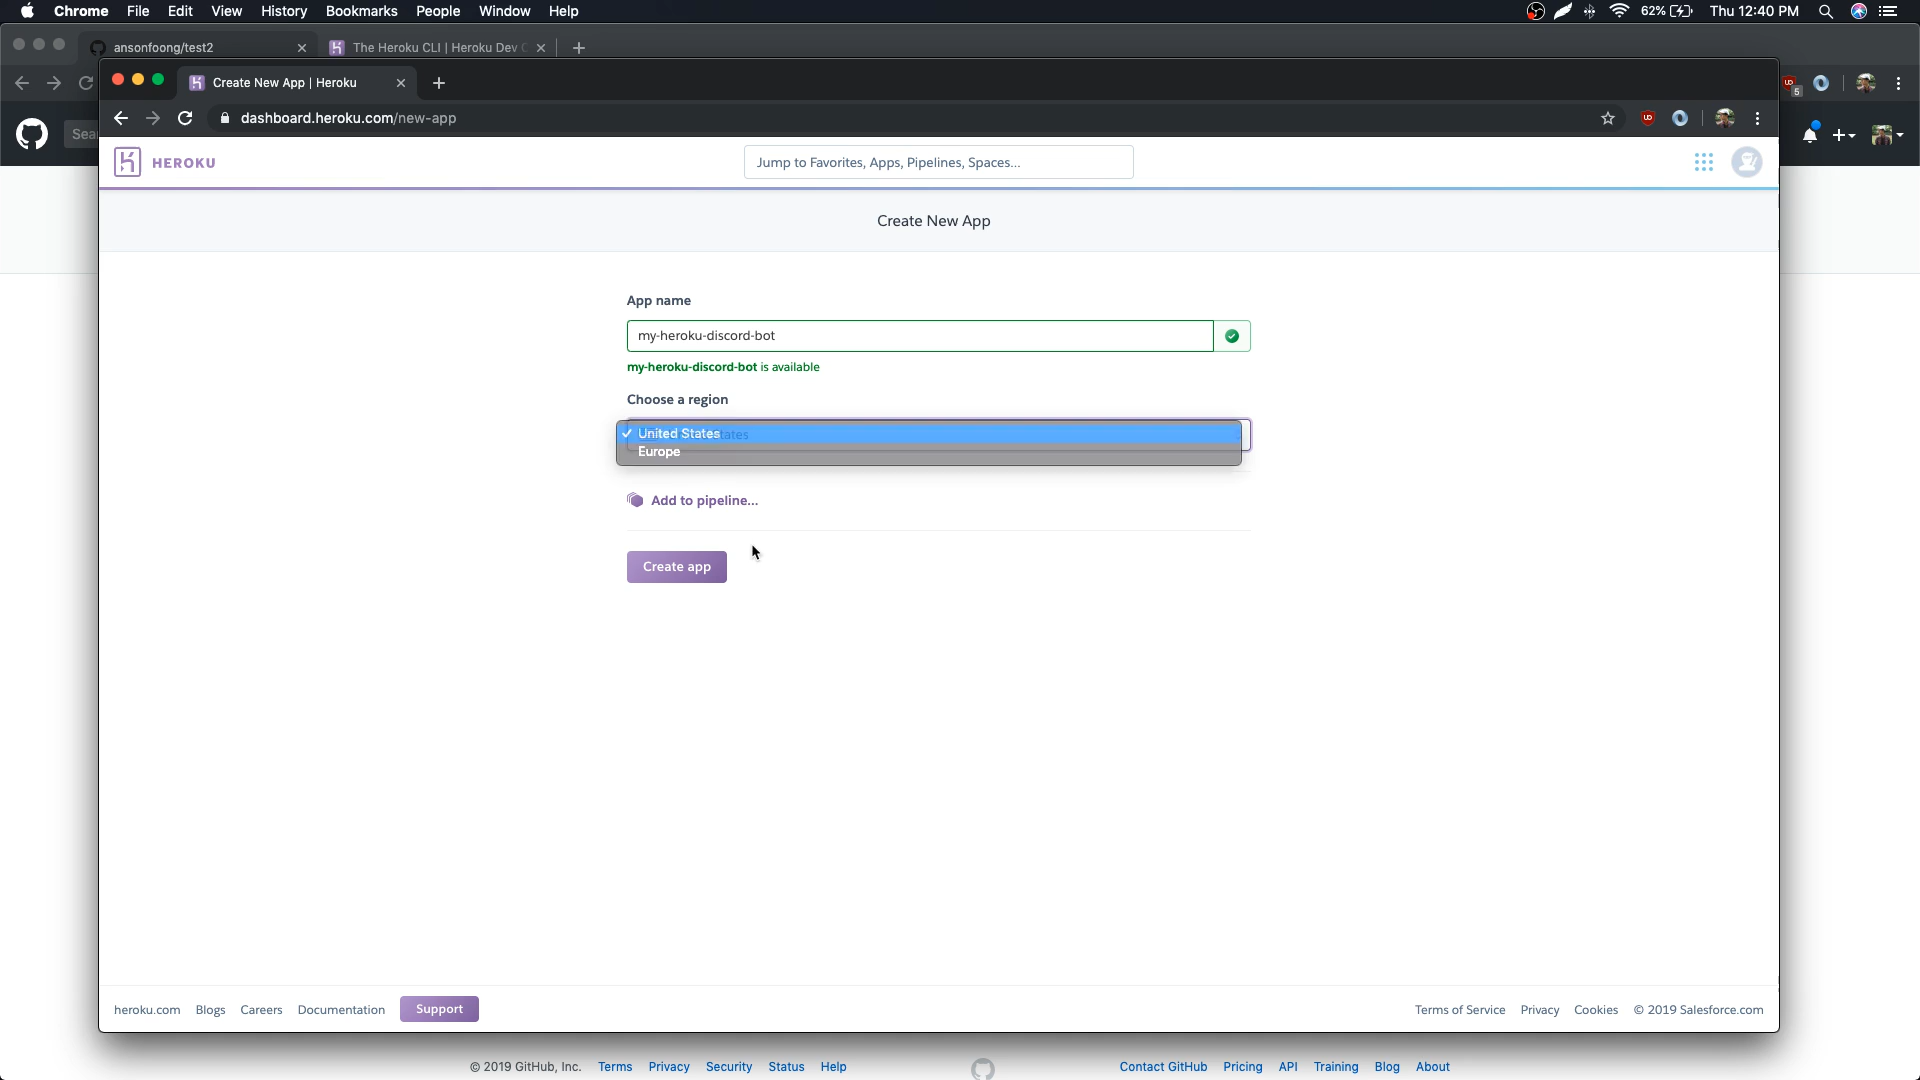 Chrome File Edit View History Bookmarks People Window Help 62% Thu 12:40 PM
ansonfoong/test2 The Heroku CLI | Heroku Dev C
Create New App | Heroku
UD 5
dashboard.heroku.com/new-app UD
Sea
HEROKU Jump to Favorites, Apps, Pipelines, Spaces...
Create New App
App name
my-heroku-discord-bot
my-heroku-discord-bot is available
Choose a region
United States
Europe
Add to pipeline...
Create app
heroku.com Blogs Careers Documentation Support Terms of Service Privacy Cookies © 2019 Salesforce.com
© 2019 GitHub, Inc. Terms Privacy Security Status Help Contact GitHub Pricing API Training Blog About